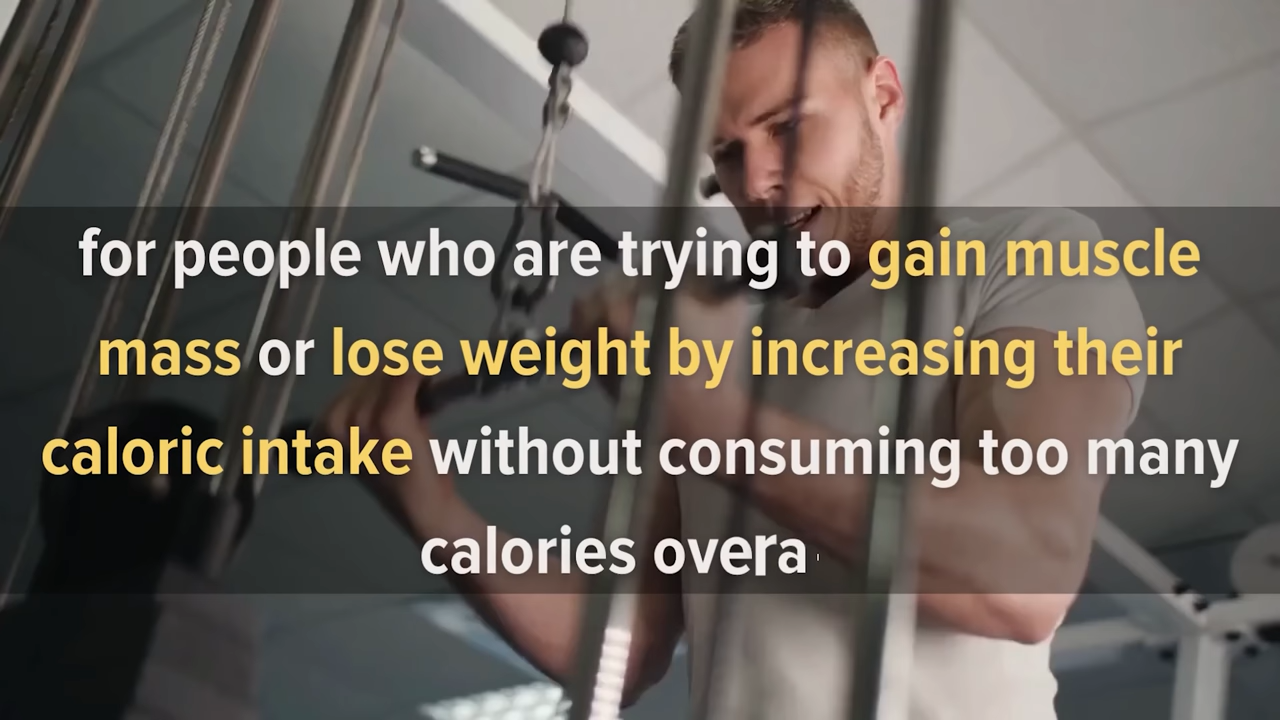 for people who are trying to gain muscle
mass or lose weight by increasing their
caloric intake without consuming too many
calories overa